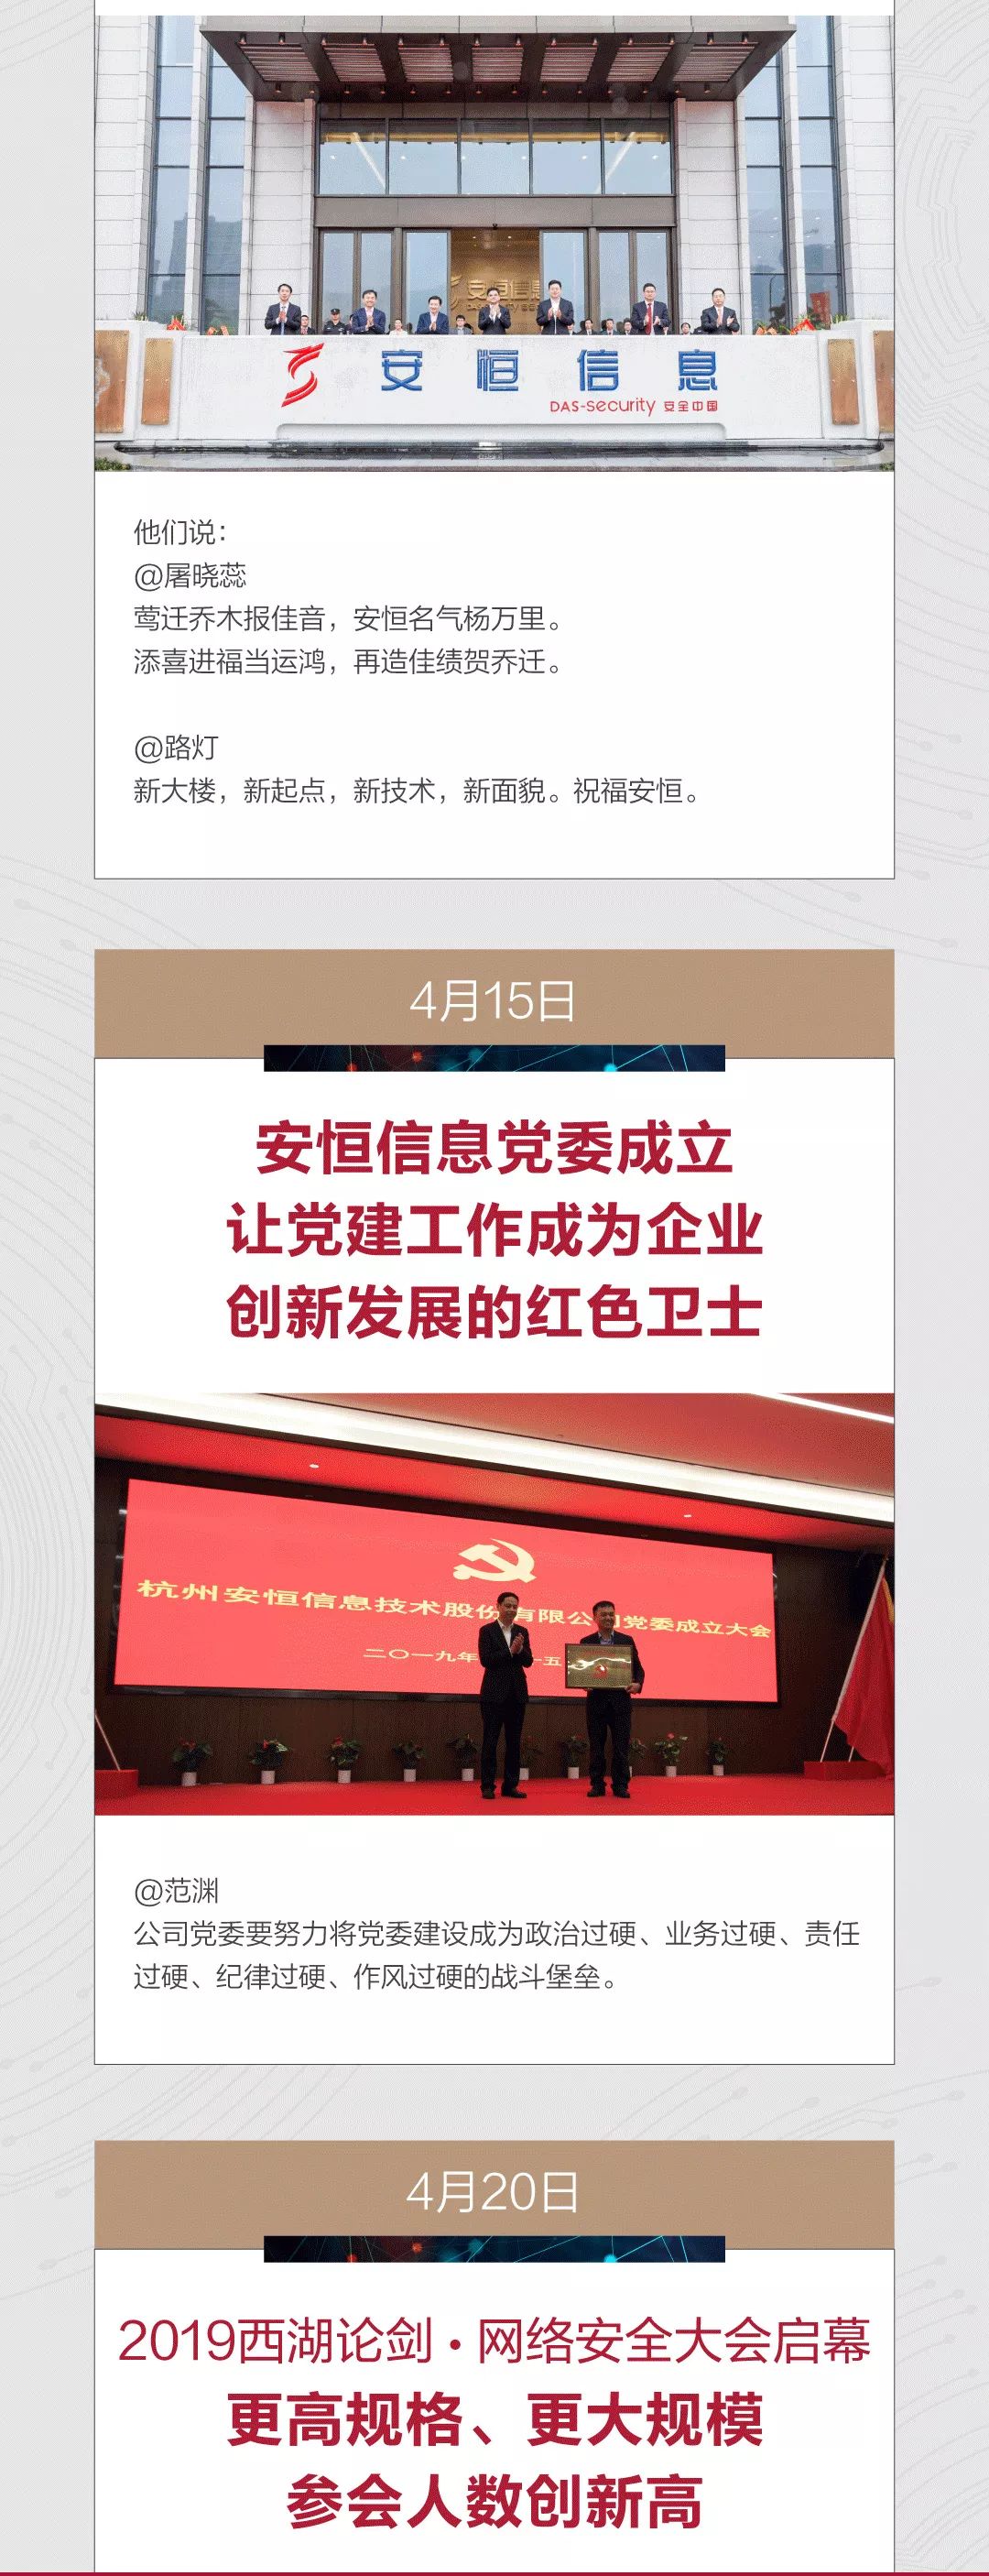 安恒信息
安恒信息
DAS-security 安全中国
他们说：
@屠晓蕊
莺迁乔木报佳音，安恒名气杨万里。
添喜进福当运鸿，再造佳绩贺乔迁。
@路灯
新大楼，新起点，新技术，新面貌。祝福安恒。
4月15日
安恒信息党委成立
让党建工作成为企业
创新发展的红色卫士
杭州安恒信息技术股份有限公司党委成立大会
二〇一九年 十五
@范渊
公司党委要努力将党委建设成为政治过硬、业务过硬、责任
过硬、纪律过硬、作风过硬的战斗堡垒。
4月20日
2019西湖论剑·网络安全大会启幕
更高规格、更大规模
参会人数创新高